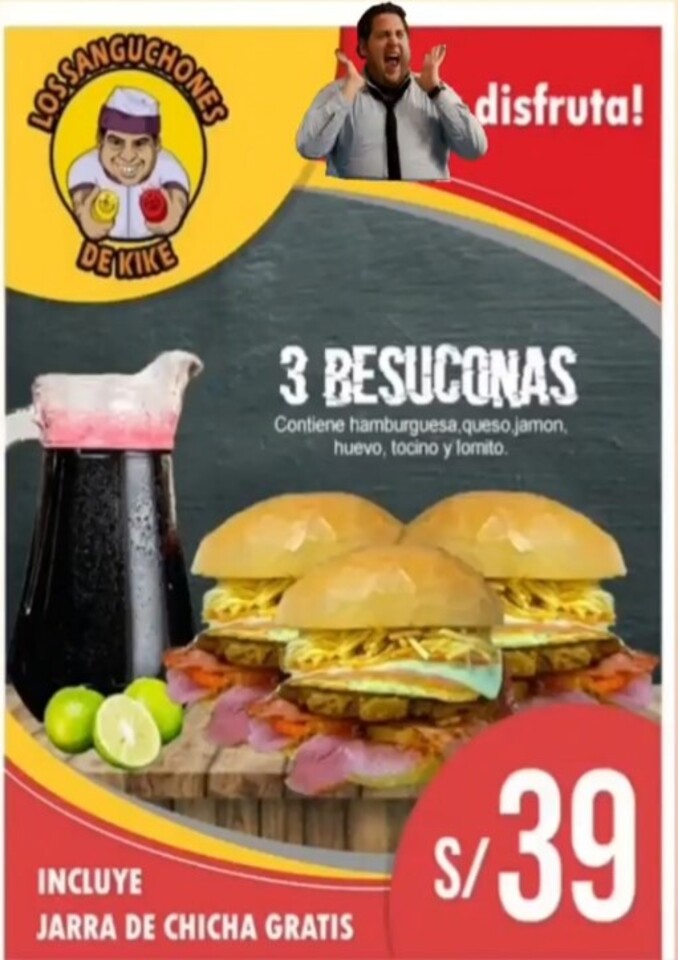 LOS SANGUCHONES
DE KIKE
disfruta!
3 BESUCONAS
Contiene hamburguesa,queso,jamon,
huevo, tocino y lomito.
INCLUYE
JARRA DE CHICHA GRATIS
S/39